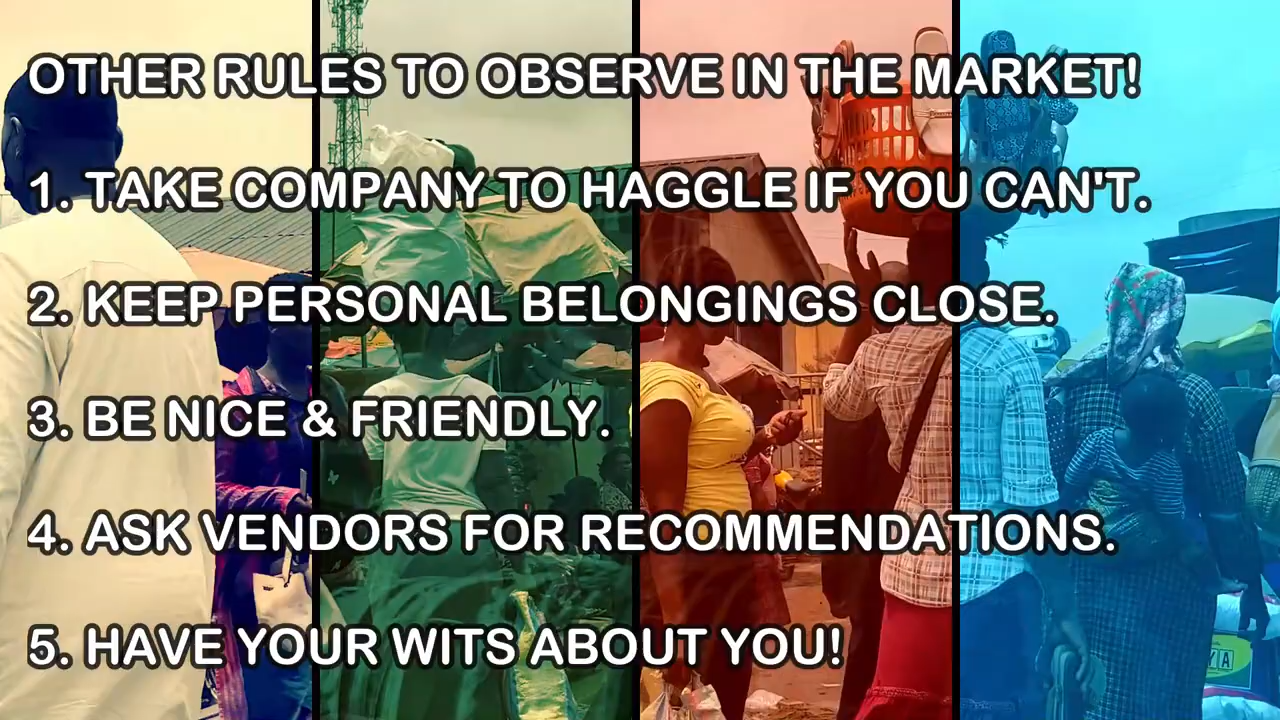 OTHER RULES TO OBSERVE IN THE MARKET!
1. TAKE COMPANY TO HAGGLE IF YOU CAN'T.
2. KEEP PERSONAL BELONGINGS CLOSE.
3. BE NICE & FRIENDLY.
4. ASK VENDORS FOR RECOMMENDATIONS.
5. HAVE YOUR WITS ABOUT YOU!